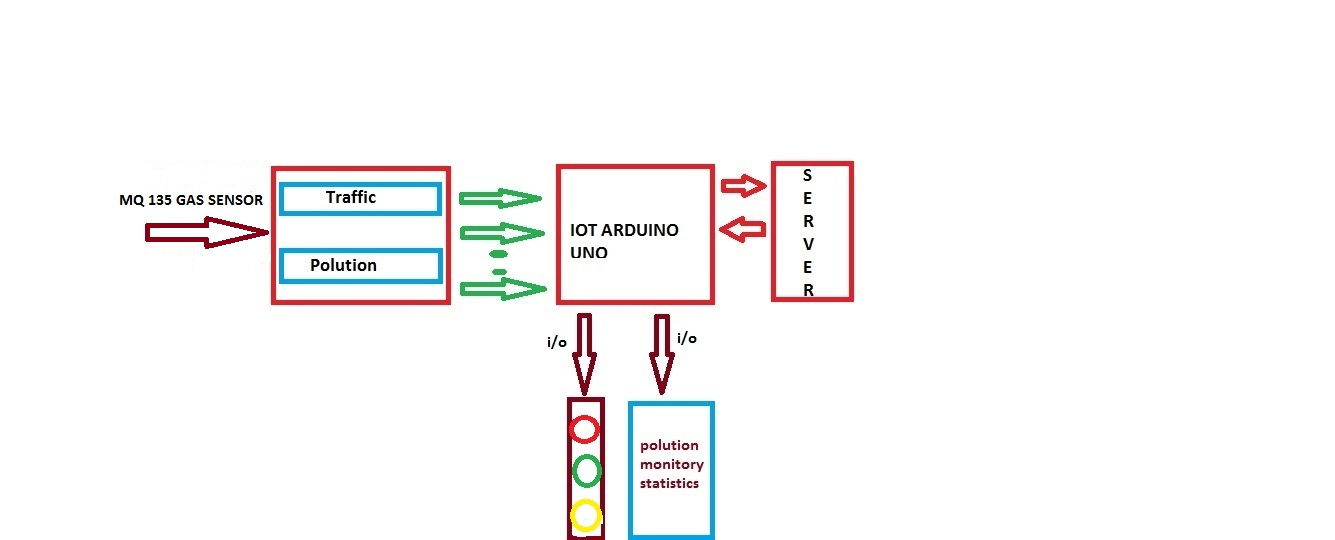 MQ 135 GAS SENSOR
Traffic
Polution
IOT ARDUINO
UNO
S
E
R
V
E
R
i/o
i/o
polution
monitory
statistics